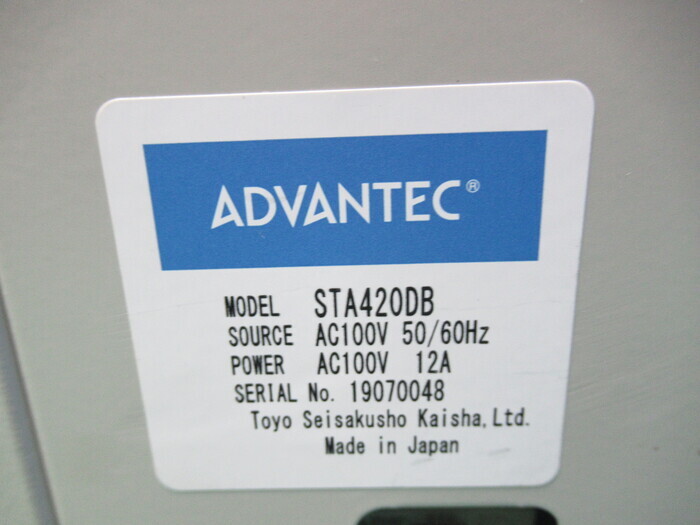 ADVANTEC®
MODEL STA420DB
SOURCE AC100V 50/60Hz
POWER AC100V 12A
SERIAL No. 19070048
Toyo Seisakusho Kaisha, Ltd.
Made in Japan